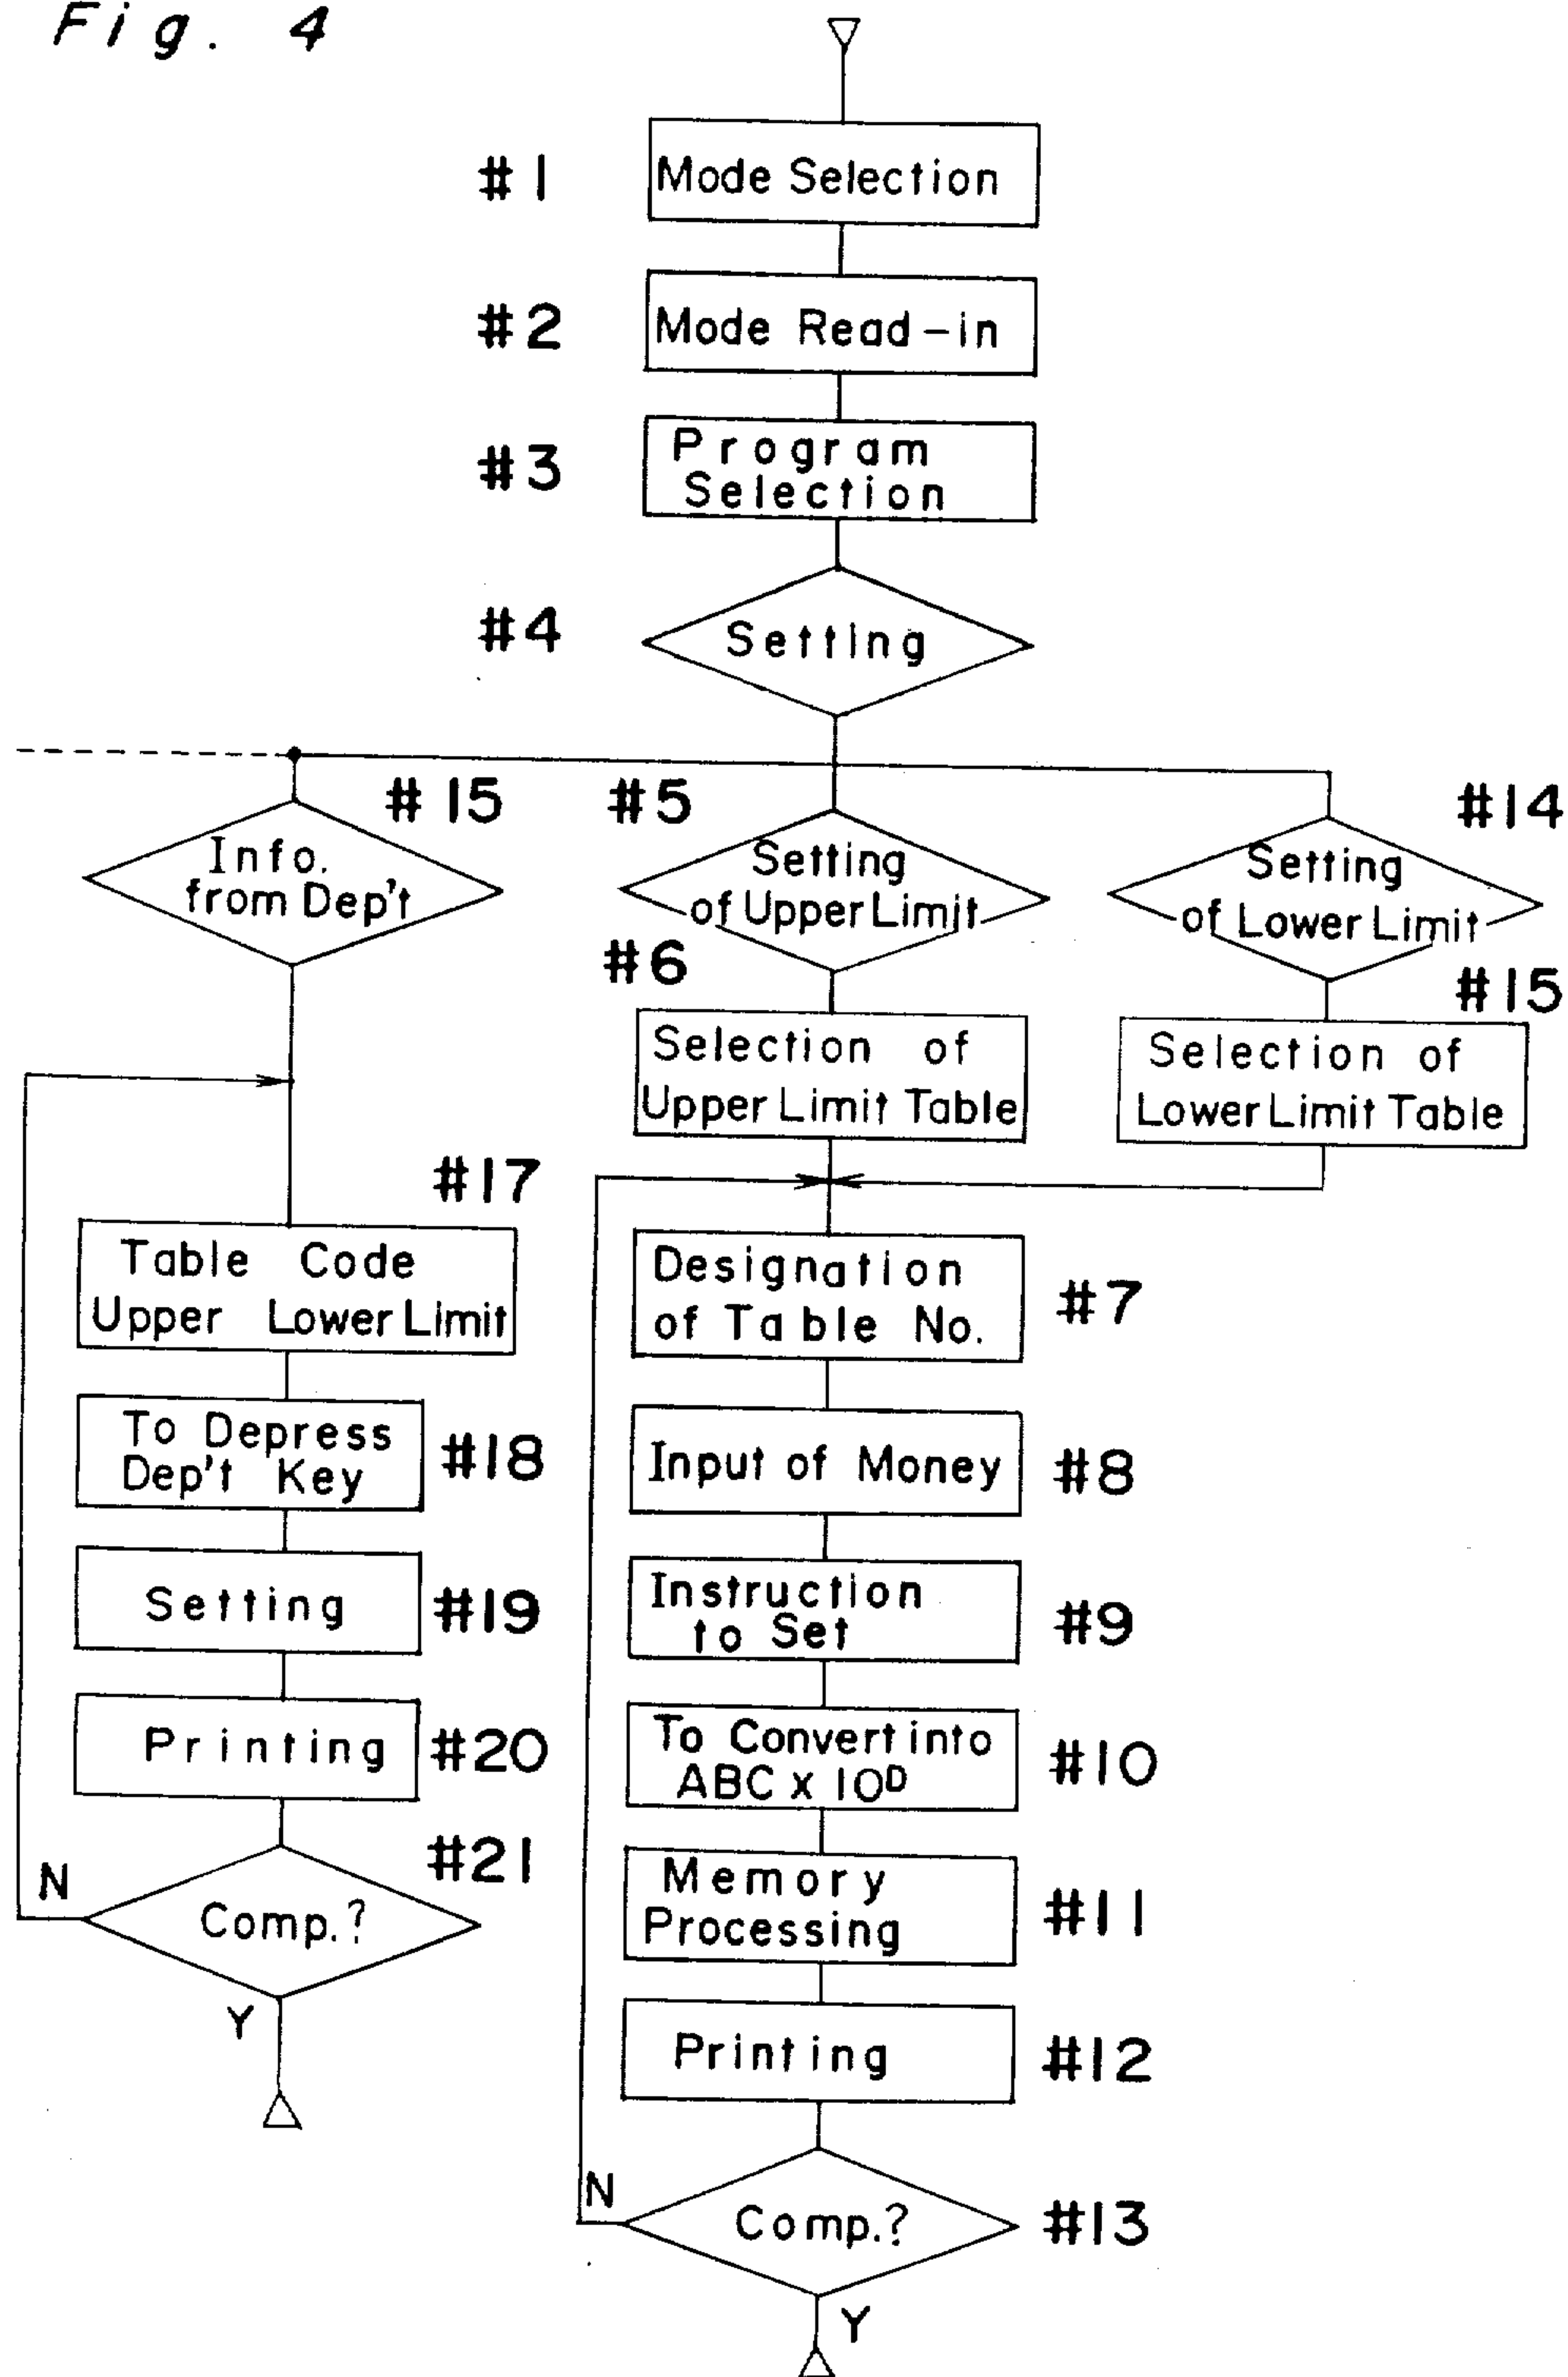 Fig. 4
#1
Mode Selection
#2
Mode Read-in
#3
Program
Selection
#4
Setting
#15
Info.
from Dep't
#5
Setting
of Upper Limit
#14
Setting
of Lower Limit
#6
Selection of
Upper Limit Table
#15
Selection of
Lower Limit Table
#17
Table Code
Upper Lower Limit
To Depress
Dep't Key
#18
Setting
#19
Printing
#20
#21
N
Comp.?
Y
Designation
of Table No.
#7
Input of Money
#8
Instruction
to Set
#9
To Convert into
ABC x 10ᴰ
#10
Memory
Processing
#11
Printing
#12
N
Comp.?
#13
Y